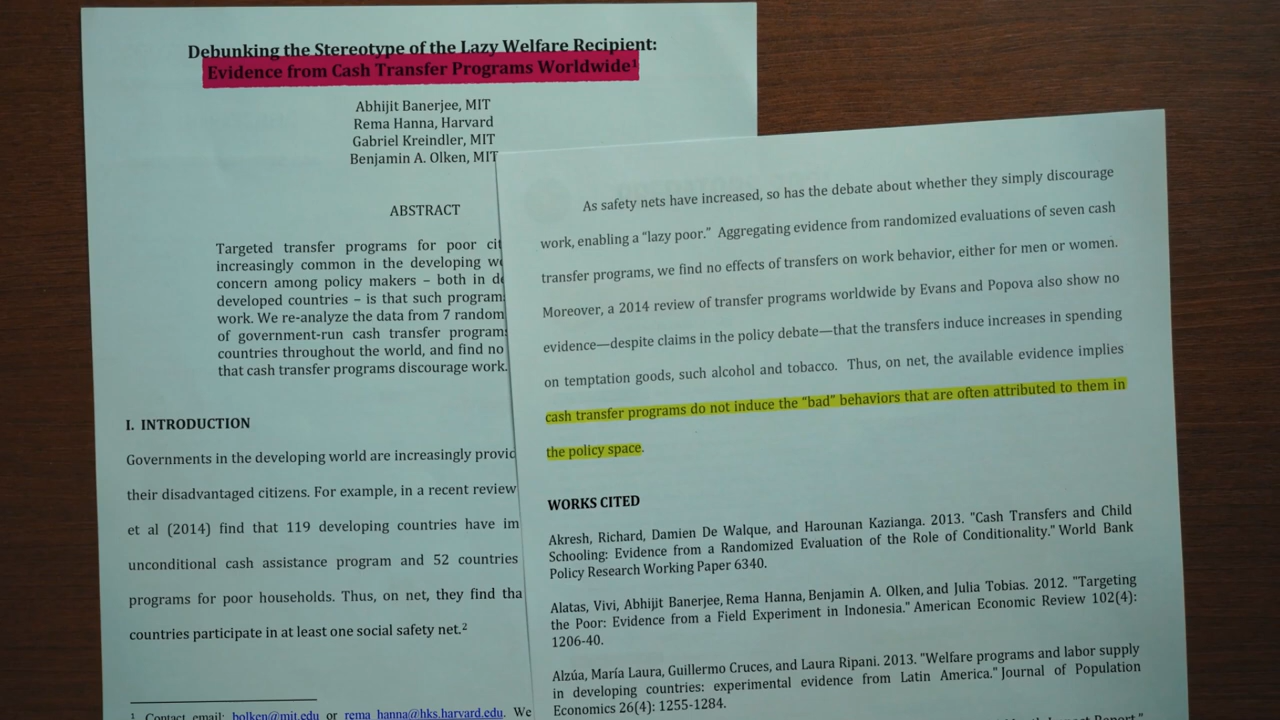 Debunking the Stereotype of the Lazy Welfare Recipient:
Evidence from Cash Transfer Programs Worldwide¹
Abhijit Banerjee, MIT
Rema Hanna, Harvard
Gabriel Kreindler, MIT
Benjamin A. Olken, MIT
ABSTRACT
Targeted transfer programs for poor cit
increasingly common in the developing w
concern among policy makers – both in d
developed countries – is that such program
work. We re-analyze the data from 7 random
of government-run cash transfer program
countries throughout the world, and find no
that cash transfer programs discourage work.
I. INTRODUCTION
Governments in the developing world are increasingly provid
their disadvantaged citizens. For example, in a recent review
et al (2014) find that 119 developing countries have im
unconditional cash assistance program and 52 countries
programs for poor households. Thus, on net, they find tha
countries participate in at least one social safety net.²
¹ Contact email: bolken@mit.edu or rema_hanna@hks.harvard.edu. We
As safety nets have increased, so has the debate about whether they simply discourage
work, enabling a “lazy poor.” Aggregating evidence from randomized evaluations of seven cash
transfer programs, we find no effects of transfers on work behavior, either for men or women.
Moreover, a 2014 review of transfer programs worldwide by Evans and Popova also show no
evidence—despite claims in the policy debate—that the transfers induce increases in spending
on temptation goods, such alcohol and tobacco. Thus, on net, the available evidence implies
cash transfer programs do not induce the “bad” behaviors that are often attributed to them in
the policy space.
WORKS CITED
Akresh, Richard, Damien De Walque, and Harounan Kazianga. 2013. "Cash Transfers and Child
Schooling: Evidence from a Randomized Evaluation of the Role of Conditionality." World Bank
Policy Research Working Paper 6340.
Alatas, Vivi, Abhijit Banerjee, Rema Hanna, Benjamin A. Olken, and Julia Tobias. 2012. "Targeting
the Poor: Evidence from a Field Experiment in Indonesia." American Economic Review 102(4):
1206-40.
Alzúa, María Laura, Guillermo Cruces, and Laura Ripani. 2013. "Welfare programs and labor supply
in developing countries: experimental evidence from Latin America." Journal of Population
Economics 26(4): 1255-1284.